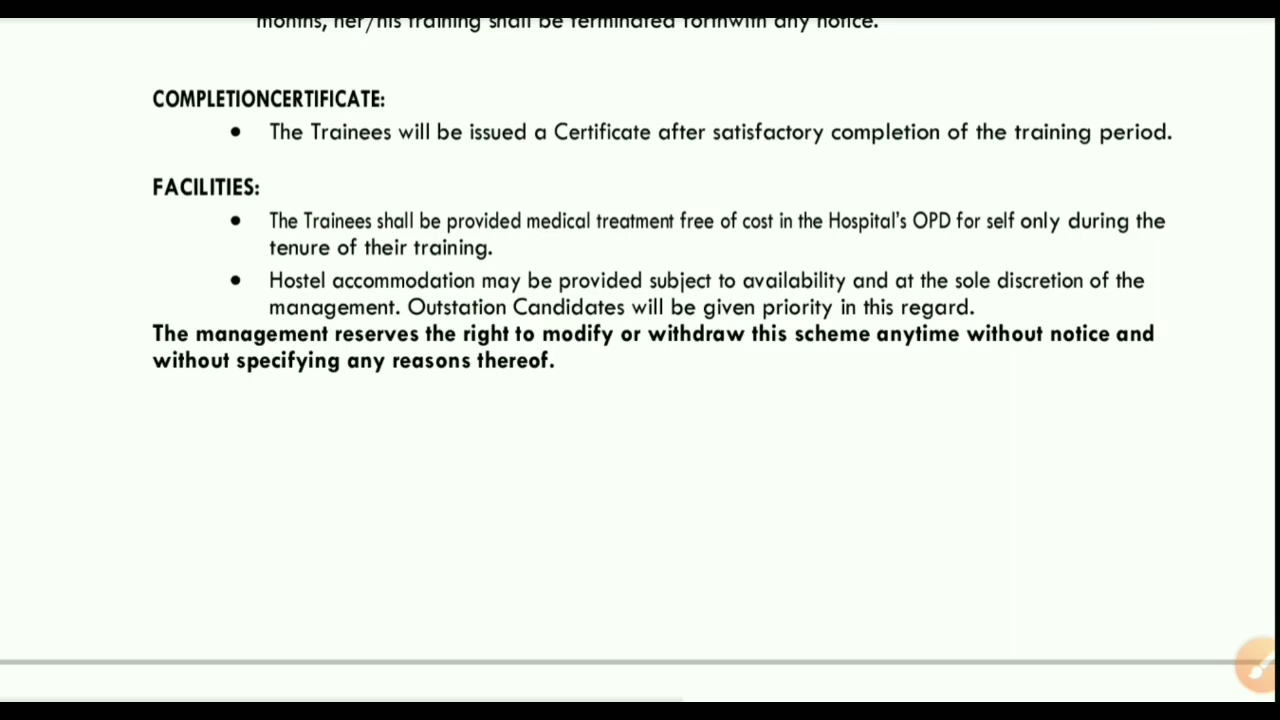 months, her/his training shall be terminated forthwith any notice.
COMPLETIONCERTIFICATE:
• The Trainees will be issued a Certificate after satisfactory completion of the training period.
FACILITIES:
• The Trainees shall be provided medical treatment free of cost in the Hospital's OPD for self only during the
tenure of their training.
• Hostel accommodation may be provided subject to availability and at the sole discretion of the
management. Outstation Candidates will be given priority in this regard.
The management reserves the right to modify or withdraw this scheme anytime without notice and
without specifying any reasons thereof.